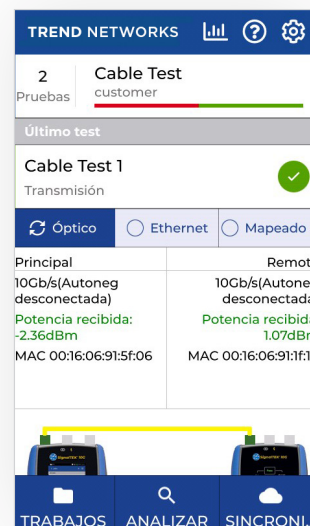 TREND NETWORKS
2 Cable Test
Pruebas customer
Último test
Cable Test 1
Transmisión
Óptico Ethernet Mapeado
Principal Remot
10Gb/s(Autoneg 10Gb/s(Autone
desconectada) desconectada
Potencia recibida: Potencia recibida
-2.36dBm 1.07dBr
MAC 00:16:06:91:5f:06 MAC 00:16:06:91:1f:1
TRABAJOS ANALIZAR SINCRONI.